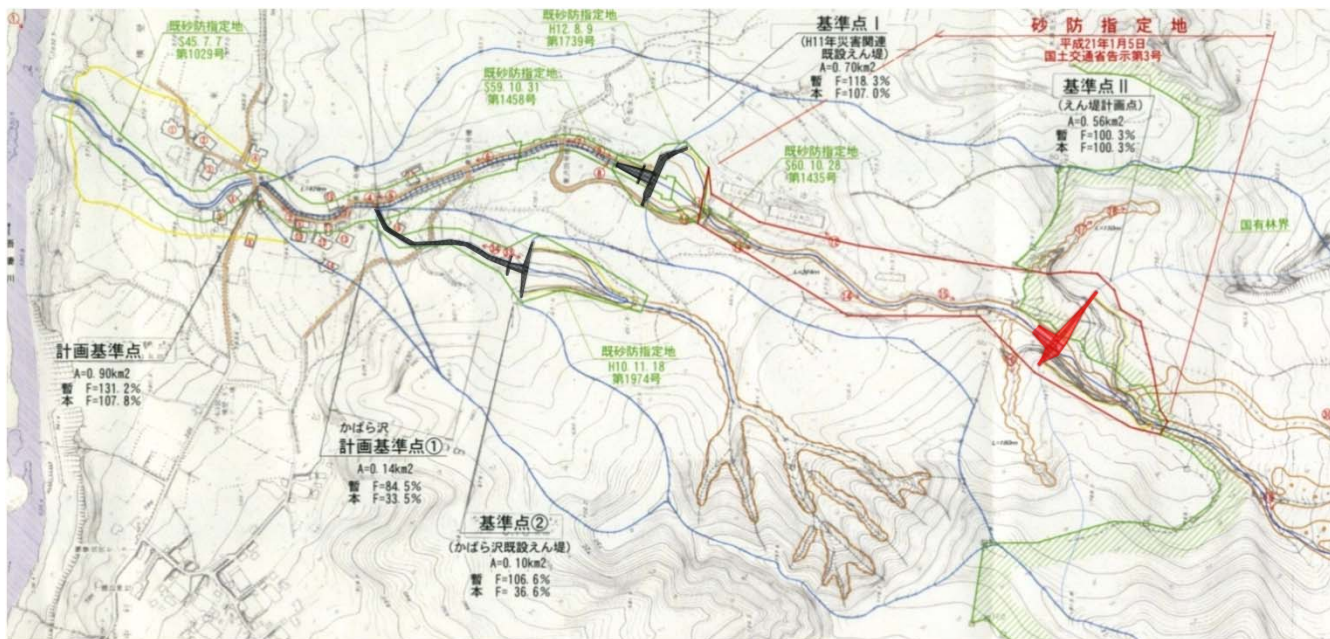 既砂防指定地
S45.7.7
第1029号
既砂防指定地
H12.8.9
第1739号
既砂防指定地
S59.10.31
第1458号
基準点Ⅰ
(H11年災害関連
既設えん堤)
A=0.70km2
暫 F=118.3%
本 F=107.0%
砂防指定地
平成21年1月5日
国土交通省告示第3号
基準点Ⅱ
(えん堤計画点)
A=0.56km2
暫 F=100.3%
本 F=100.3%
既砂防指定地
S60.10.28
第1435号
国有林界
計画基準点
A=0.90km2
暫 F=131.2%
本 F=107.8%
かばら沢
計画基準点①
A=0.14km2
暫 F=84.5%
本 F=33.5%
既砂防指定地
H10.11.18
第1974号
基準点②
(かばら沢既設えん堤)
A=0.10km2
暫 F=106.6%
本 F= 36.6%